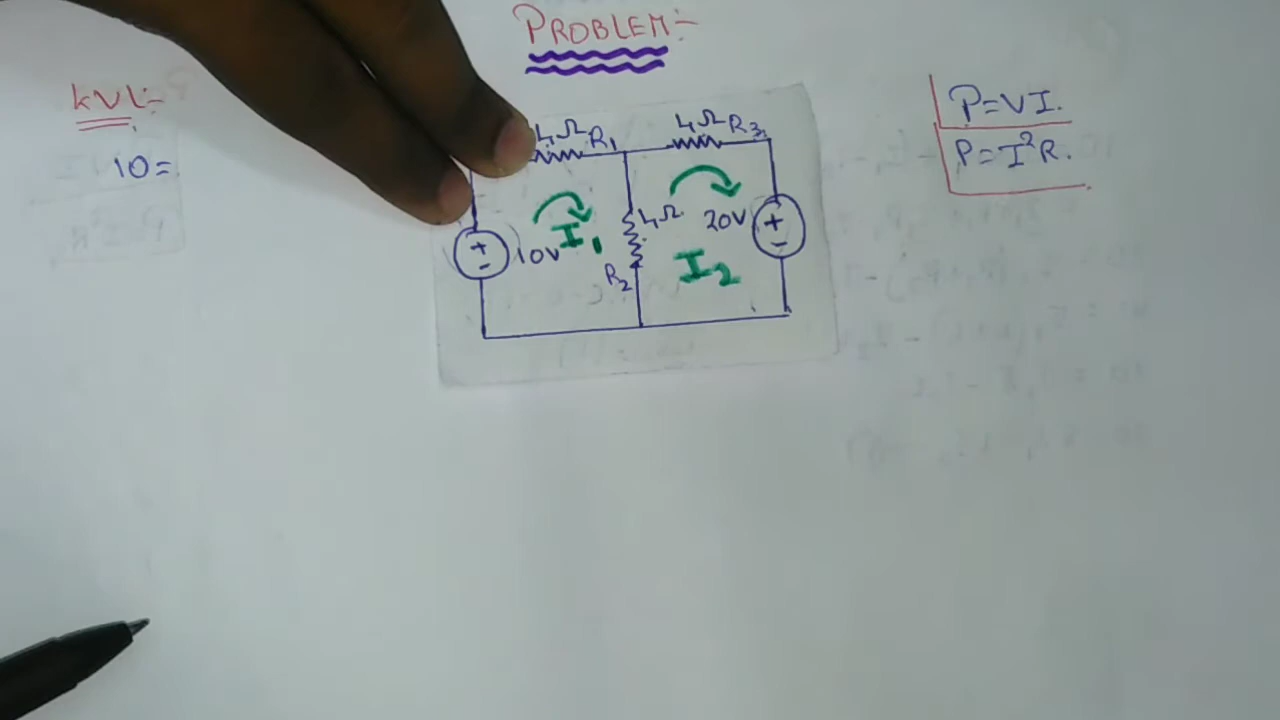 PROBLEM:-
KVL:-
10=
P=VI.
P=I²R.
4Ω R₁
4Ω R₃
10V
I₁
4Ω
R₂
20V
I₂
+
-
+
-